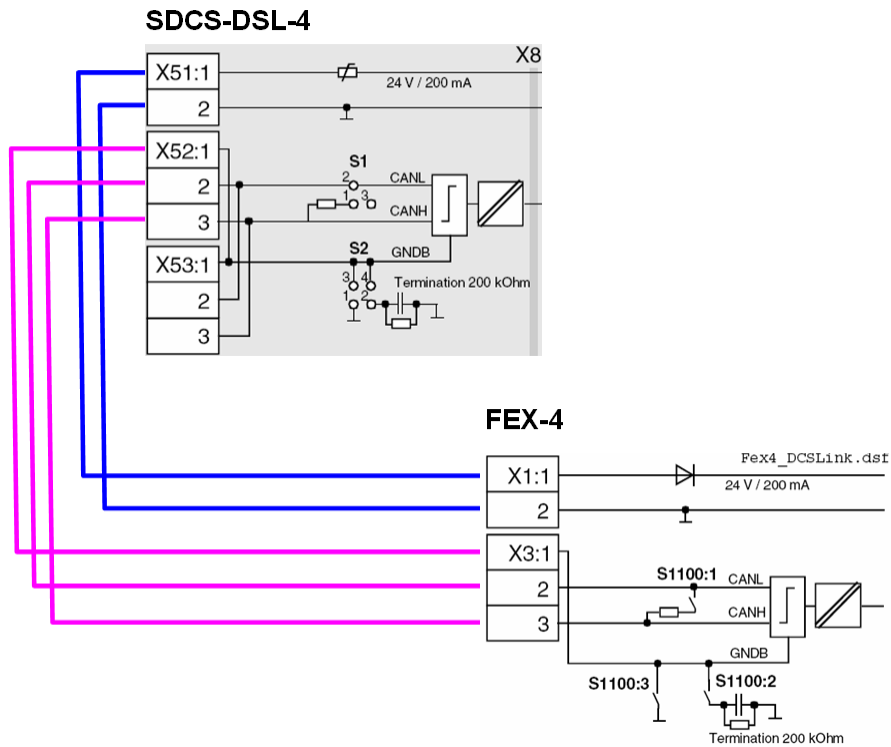 SDCS-DSL-4
X8
X51:1
24 V / 200 mA
2
X52:1
S1
2
2
CANL
1
3
3
CANH
S2
GNDB
X53:1
3
4
Termination 200 kOhm
2
1
2
3
FEX-4
Fex4_DCSLink.dsf
X1:1
24 V / 200 mA
2
X3:1
S1100:1
CANL
2
CANH
3
GNDB
S1100:3
S1100:2
Termination 200 kOhm